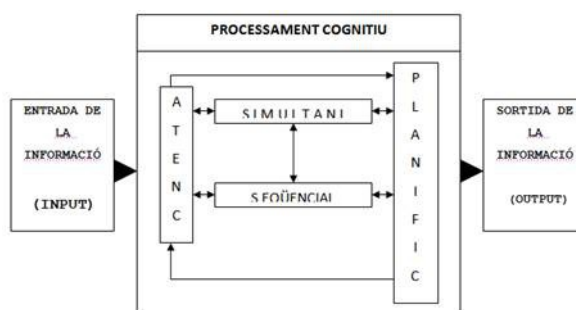 PROCESSAMENT COGNITIU
ENTRADA DE
LA
INFORMACIÓ
(INPUT)
A
T
E
N
C
SIMULTANI
SEQÜENCIAL
P
L
A
N
I
F
I
C
SORTIDA DE
LA
INFORMACIÓ
(OUTPUT)